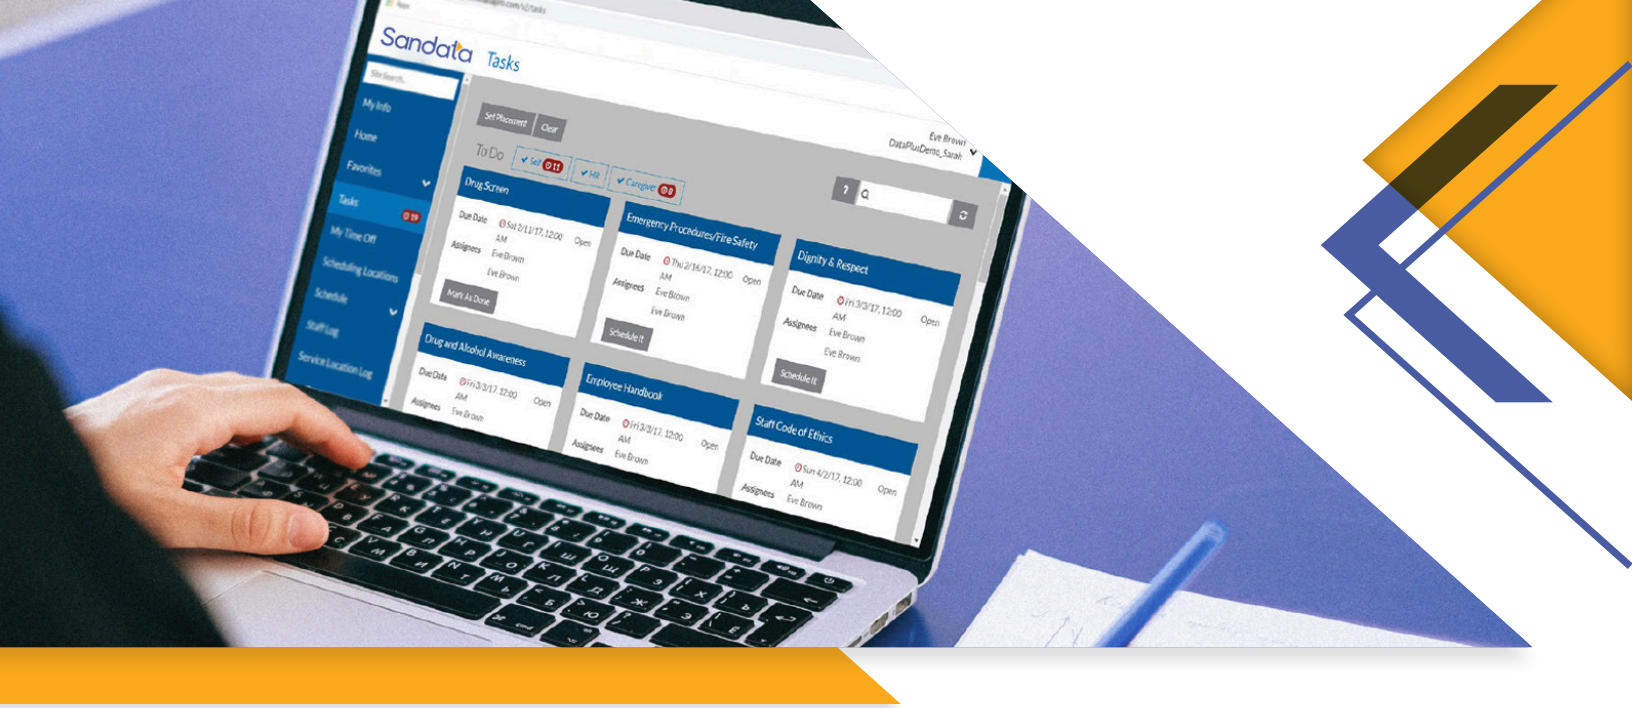 Apps
Sandata
Tasks
Eve Brown
DataPlusDemo_Sarah
Site Search...
My Info
Home
Favorites
Tasks
19
My Time Off
Scheduling Locations
Schedule
Staff Log
Service Location Log
Set Placement
Clear
?
To Do
Self 11
HR
Caregiver 8
Drug Screen
Due Date
Sat 2/11/17, 12:00
AM
Open
Assignees
Eve Brown
Eve Brown
Mark As Done
Emergency Procedures/Fire Safety
Due Date
Thu 2/16/17, 12:00
AM
Open
Assignees
Eve Brown
Eve Brown
Schedule It
Dignity & Respect
Due Date
Fri 3/3/17, 12:00
AM
Open
Assignees
Eve Brown
Eve Brown
Schedule It
Drug and Alcohol Awareness
Due Date
Fri 3/3/17, 12:00
AM
Open
Assignees
Eve Brown
Employee Handbook
Due Date
Fri 3/3/17, 12:00
AM
Open
Assignees
Eve Brown
Staff Code of Ethics
Due Date
Sun 4/2/17, 12:00
AM
Open
Assignees
Eve Brown